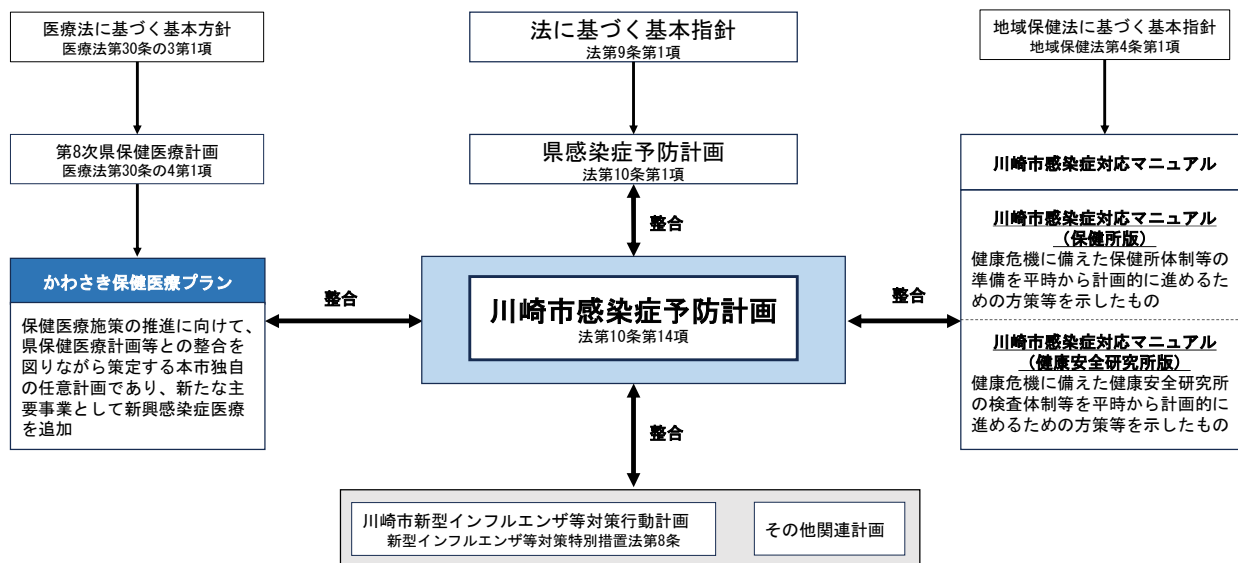 医療法に基づく基本方針
医療法第30条の3第1項
法に基づく基本指針
法第9条第1項
地域保健法に基づく基本指針
地域保健法第4条第1項
第8次県保健医療計画
医療法第30条の4第1項
県感染症予防計画
法第10条第1項
整合
かわさき保健医療プラン
保健医療施策の推進に向けて、
県保健医療計画等との整合を
図りながら策定する本市独自
の任意計画であり、新たな主
要事業として新興感染症医療
を追加
整合
川崎市感染症予防計画
法第10条第14項
整合
川崎市感染症対応マニュアル
川崎市感染症対応マニュアル
（保健所版）
健康危機に備えた保健所体制等の
準備を平時から計画的に進めるた
めの方策等を示したもの
川崎市感染症対応マニュアル
（健康安全研究所版）
健康危機に備えた健康安全研究所
の検査体制等を平時から計画的に
進めるための方策等を示したもの
整合
川崎市新型インフルエンザ等対策行動計画
新型インフルエンザ等対策特別措置法第8条
その他関連計画